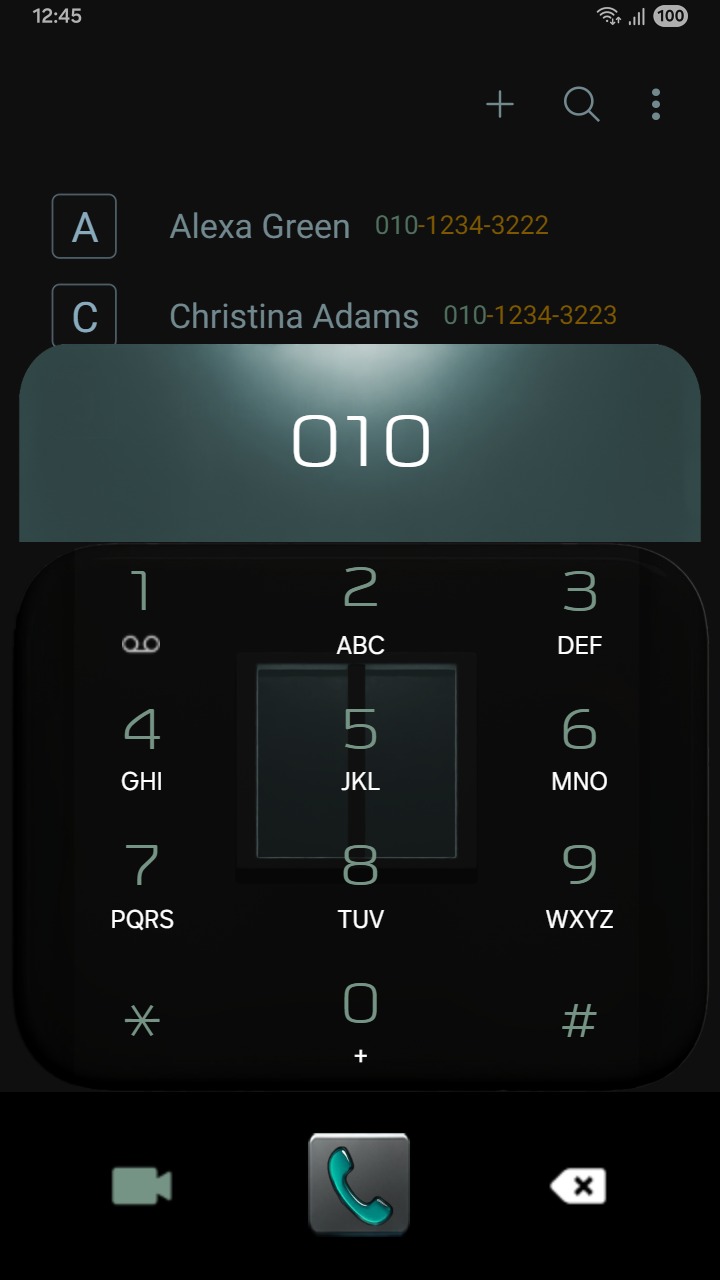 12:45 100
A Alexa Green 010-1234-3222
C Christina Adams 010-1234-3223
010
1 2 3
ABC DEF
4 5 6
GHI JKL MNO
7 8 9
PQRS TUV WXYZ
* 0 #
+